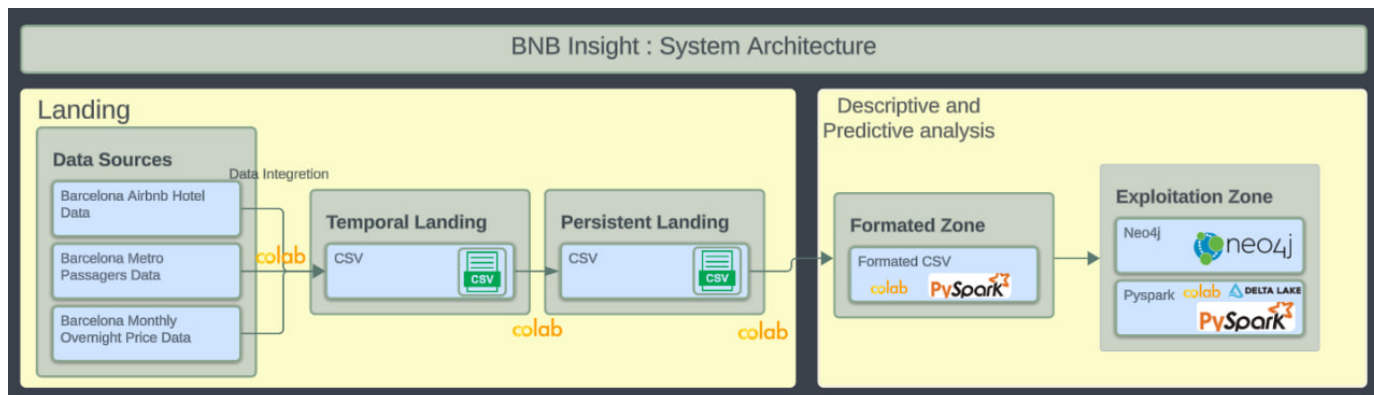 BNB Insight : System Architecture
Landing
Data Sources
Data Integretion
Barcelona Airbnb Hotel
Data
Barcelona Metro
Passagers Data
Barcelona Monthly
Overnight Price Data
colab
Temporal Landing
CSV
CSV
colab
Persistent Landing
CSV
CSV
colab
Descriptive and
Predictive analysis
Formated Zone
Formated CSV
colab
PySpark
Exploitation Zone
Neo4j
neo4j
Pyspark
colab
DELTA LAKE
PySpark